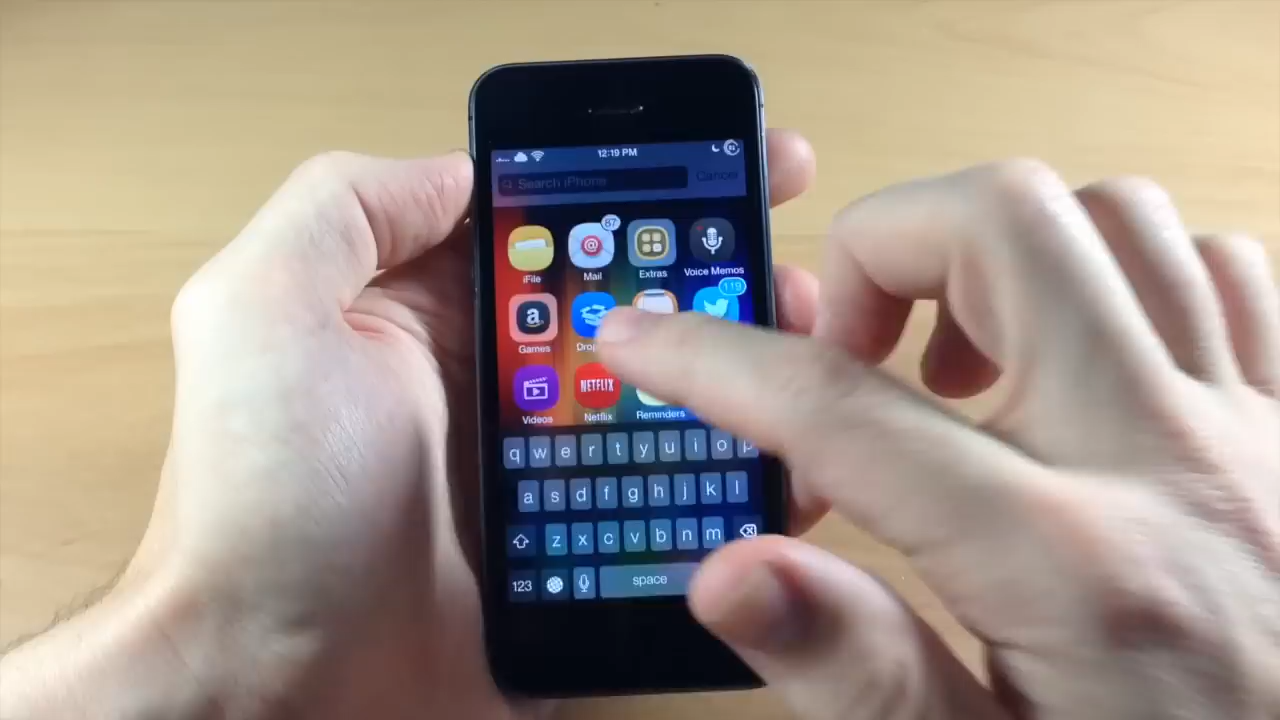 12:19 PM
Search iPhone
Cancel
87
iFile
Mail
Extras
Voice Memos
119
a
Games
Videos
NETFLIX
Netflix
Reminders
q w e r t y u i o p
a s d f g h j k l
z x c v b n m
123
space